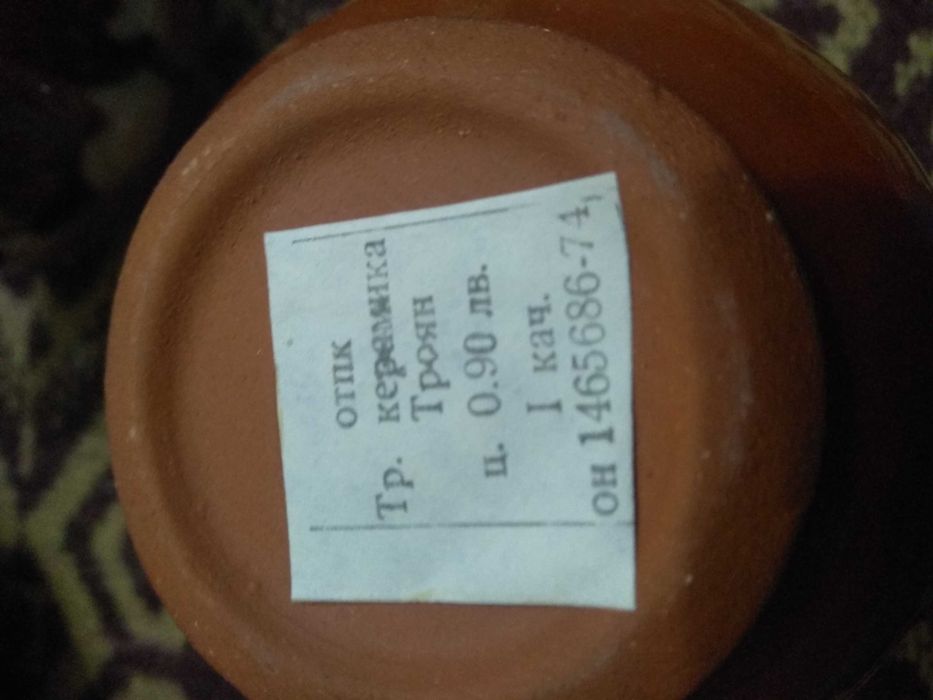 отпк
Тр. керамика
Троян
ц. 0.90 лв.
I кач.
он 1465686-74,